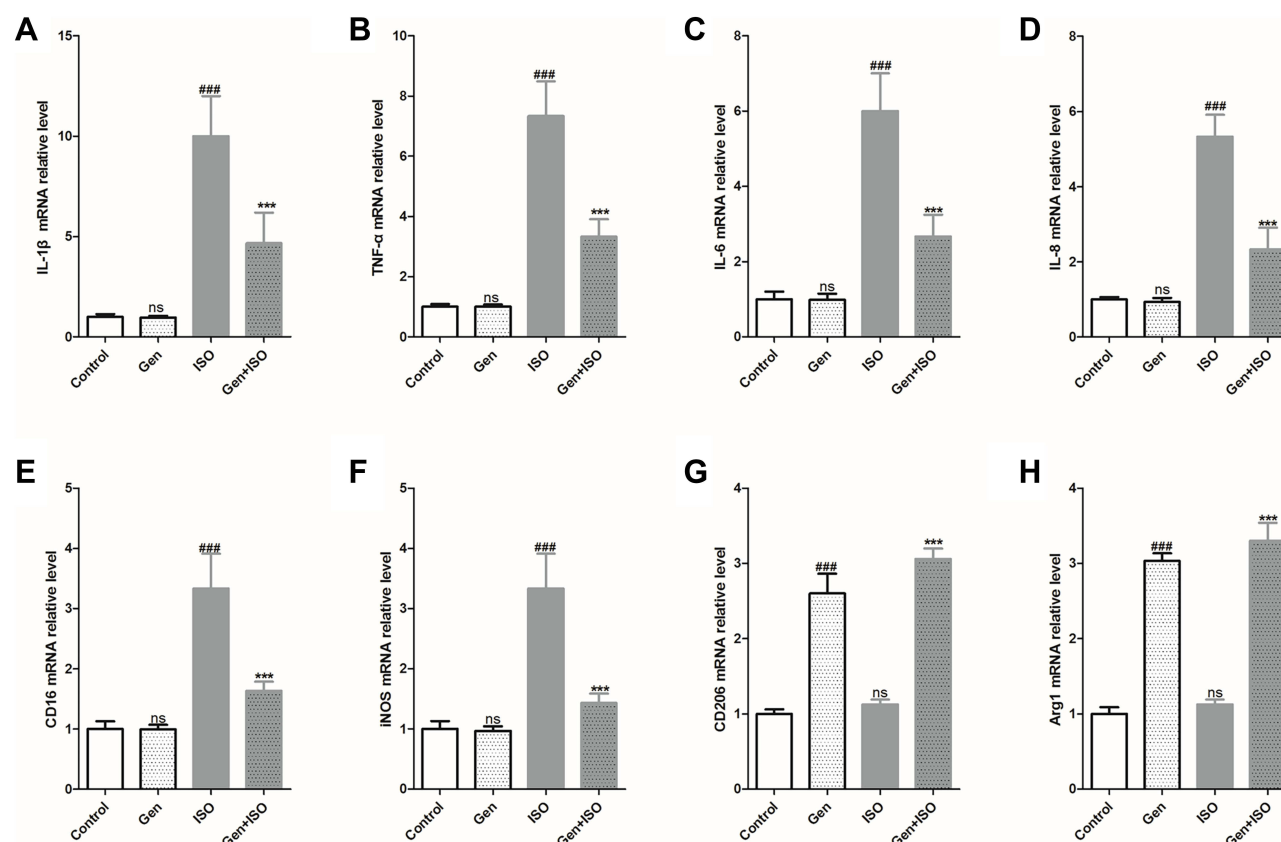 A
IL-1β mRNA relative level
15
10
5
0
###
***
ns
Control
Gen
ISO
Gen+ISO
B
TNF-α mRNA relative level
10
8
6
4
2
0
###
***
ns
Control
Gen
ISO
Gen+ISO
C
IL-6 mRNA relative level
8
6
4
2
0
###
***
ns
Control
Gen
ISO
Gen+ISO
D
IL-8 mRNA relative level
8
6
4
2
0
###
***
ns
Control
Gen
ISO
Gen+ISO
E
CD16 mRNA relative level
5
4
3
2
1
0
###
***
ns
Control
Gen
ISO
Gen+ISO
F
iNOS mRNA relative level
5
4
3
2
1
0
###
***
ns
Control
Gen
ISO
Gen+ISO
G
CD206 mRNA relative level
4
3
2
1
0
###
***
ns
Control
Gen
ISO
Gen+ISO
H
Arg1 mRNA relative level
4
3
2
1
0
###
***
ns
Control
Gen
ISO
Gen+ISO